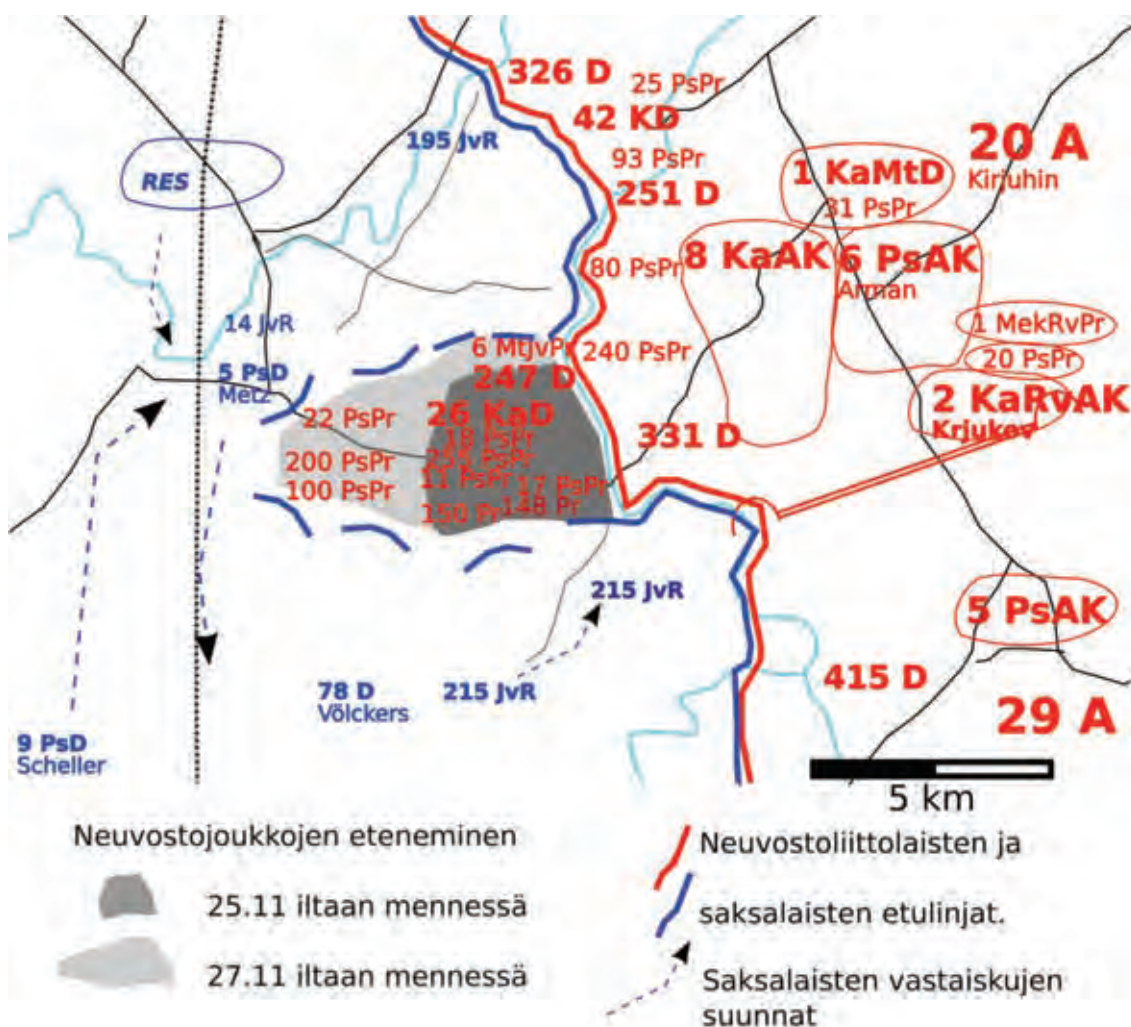 326 D
25 PsPr
42 KD
195 JvR
93 PsPr
20 A
Kirjuhin
RES
1 KaMtD
31 PsPr
251 D
8 KaAK
6 PsAK
Arman
80 PsPr
14 JvR
1 MekRvPr
6 MtJvPr
240 PsPr
20 PsPr
5 PsD
Metz
247 D
2 KaRvAK
Krjukov
22 PsPr
26 KaD
18 PsPr
331 D
200 PsPr
255 PsPr
11 PsPr
17 PsPr
100 PsPr
150 Pr
148 Pr
215 JvR
5 PsAK
78 D
Völckers
215 JvR
415 D
29 A
9 PsD
Scheller
5 km
Neuvostojoukkojen eteneminen
25.11 iltaan mennessä
27.11 iltaan mennessä
Neuvostoliittolaisten ja
saksalaisten etulinjat.
Saksalaisten vastaiskujen
suunnat